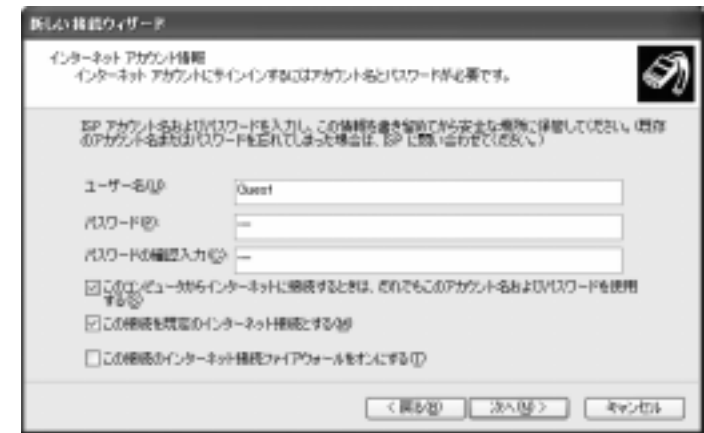 新しい接続ウィザード
インターネット アカウント情報
インターネット アカウントにサインインするにはアカウント名とパスワードが必要です。
ISP アカウント名およびパスワードを入力し、この情報を書き留めてから安全な場所に保管してください。(既存
のアカウント名またはパスワードを忘れてしまった場合は、ISP に問い合わせてください。)
ユーザー名(U):
Guest
パスワード(P):
パスワードの確認入力(C):
このコンピュータからインターネットに接続するときは、だれでもこのアカウント名およびパスワードを使用
する(S)
この接続を既定のインターネット接続とする(M)
この接続のインターネット接続ファイアウォールをオンにする(T)
< 戻る(B)
次へ(N) >
キャンセル